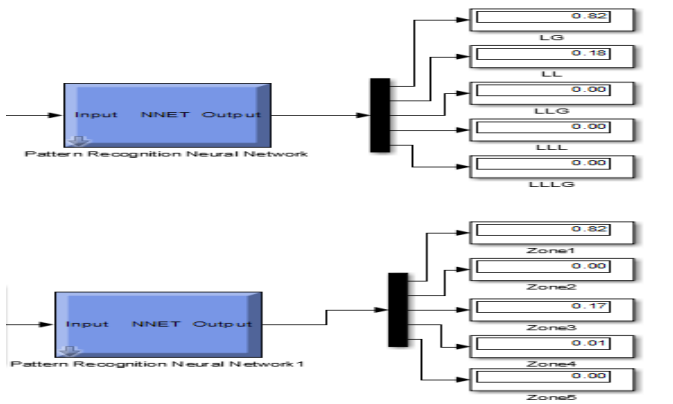 0.82
LG
0.18
LL
Input NNET Output
0.00
LLG
0.00
LLL
Pattern Recognition Neural Network
0.00
LLLG
0.82
Zone1
0.00
Zone2
0.17
Zone3
Input NNET Output
0.01
Zone4
Pattern Recognition Neural Network1
0.00
Zone5